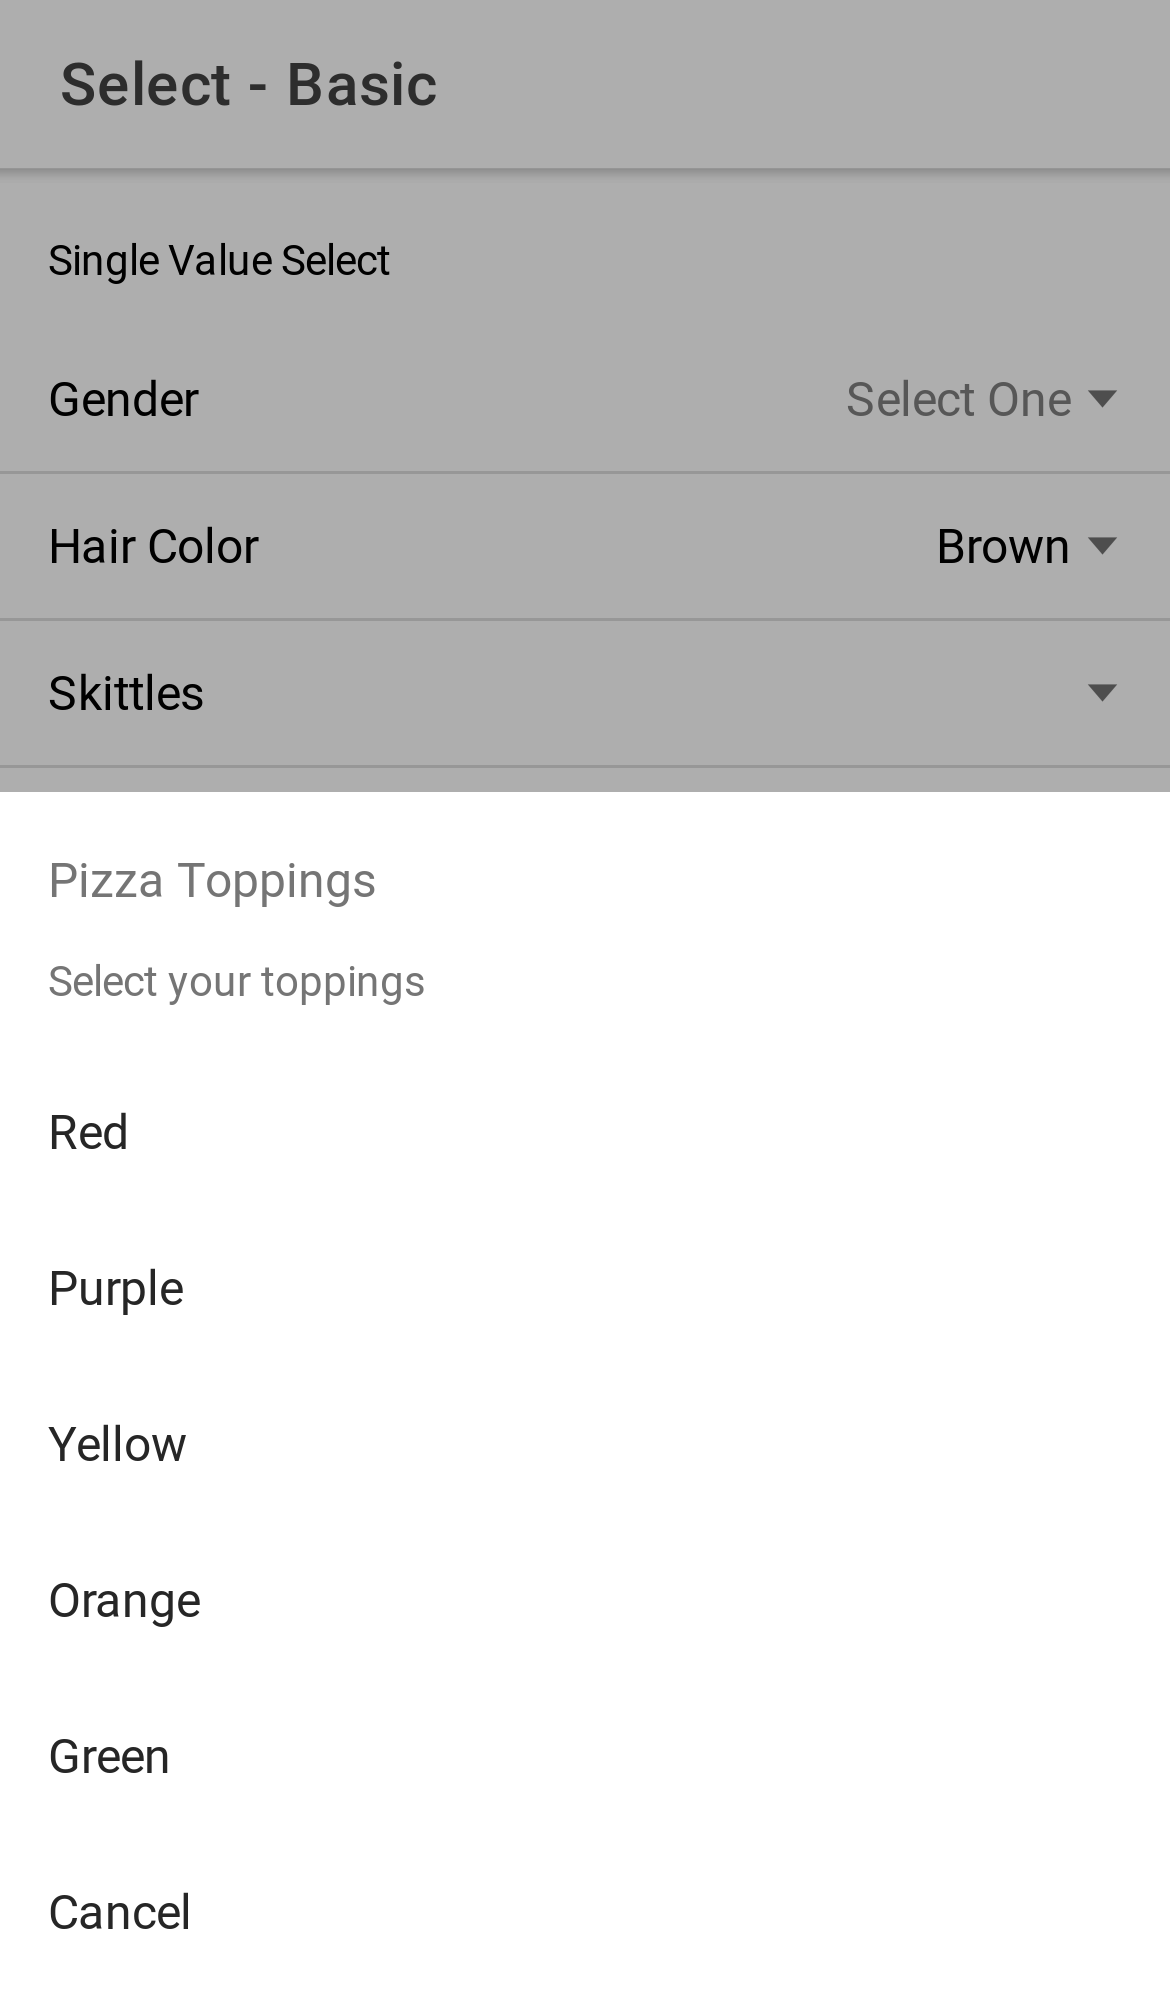 Select - Basic
Single Value Select
Gender Select One
Hair Color Brown
Skittles
Pizza Toppings
Select your toppings
Red
Purple
Yellow
Orange
Green
Cancel